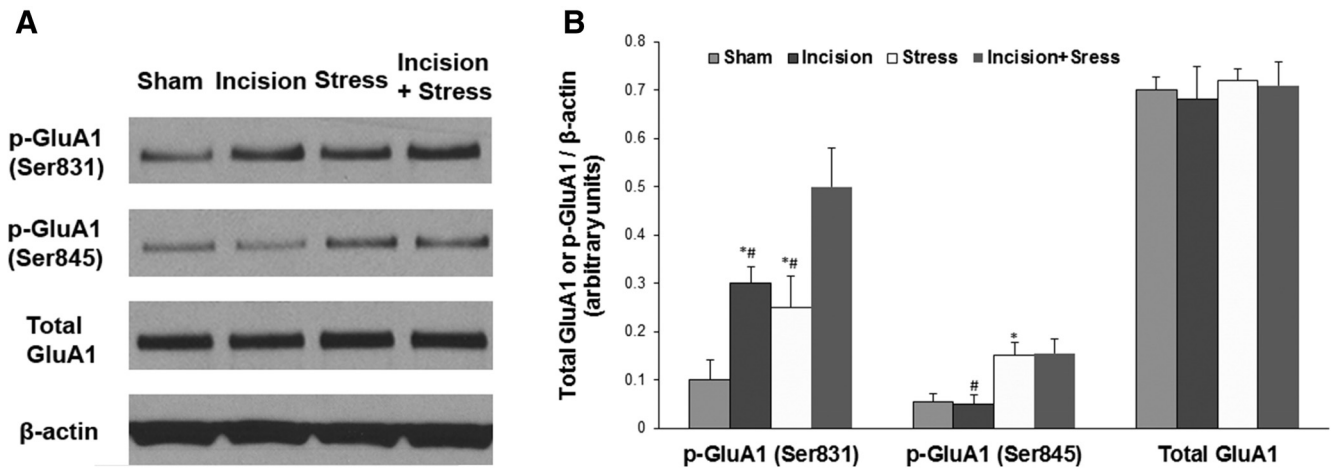 A
Sham Incision Stress Incision
+ Stress
p-GluA1
(Ser831)
p-GluA1
(Ser845)
Total
GluA1
β-actin
B
Total GluA1 or p-GluA1 / β-actin
(arbitraryunits)
0.8
0.7
0.6
0.5
0.4
0.3
0.2
0.1
0
Sham Incision Stress Incision+Sress
*# *#
# *
p-GluA1 (Ser831) p-GluA1 (Ser845) Total GluA1